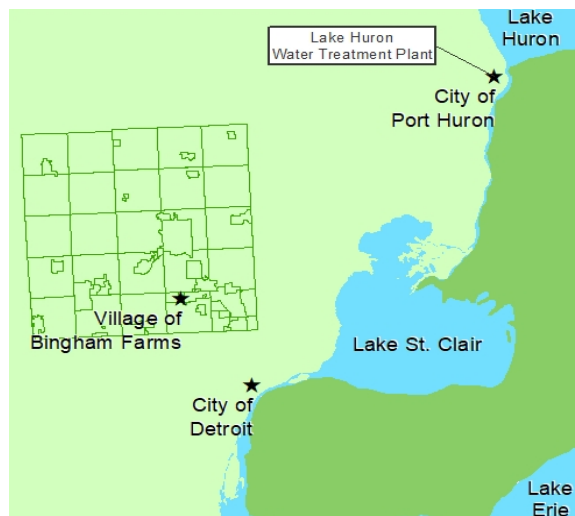 Lake
Huron
Lake Huron
Water Treatment Plant
City of
Port Huron
Village of
Bingham Farms
Lake St. Clair
City of
Detroit
Lake
Erie